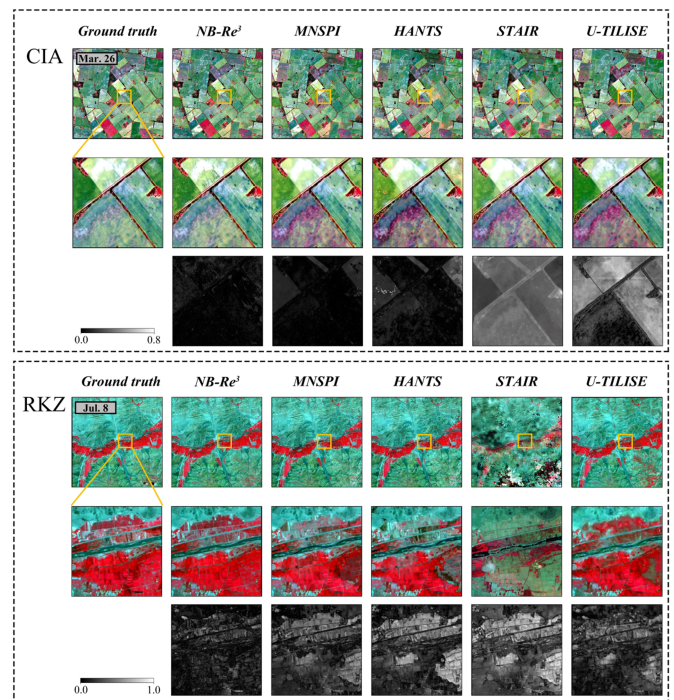 Ground truth NB-Re³ MNSPI HANTS STAIR U-TILISE
CIA
Mar. 26
0.0 0.8
Ground truth NB-Re³ MNSPI HANTS STAIR U-TILISE
RKZ
Jul. 8
0.0 1.0